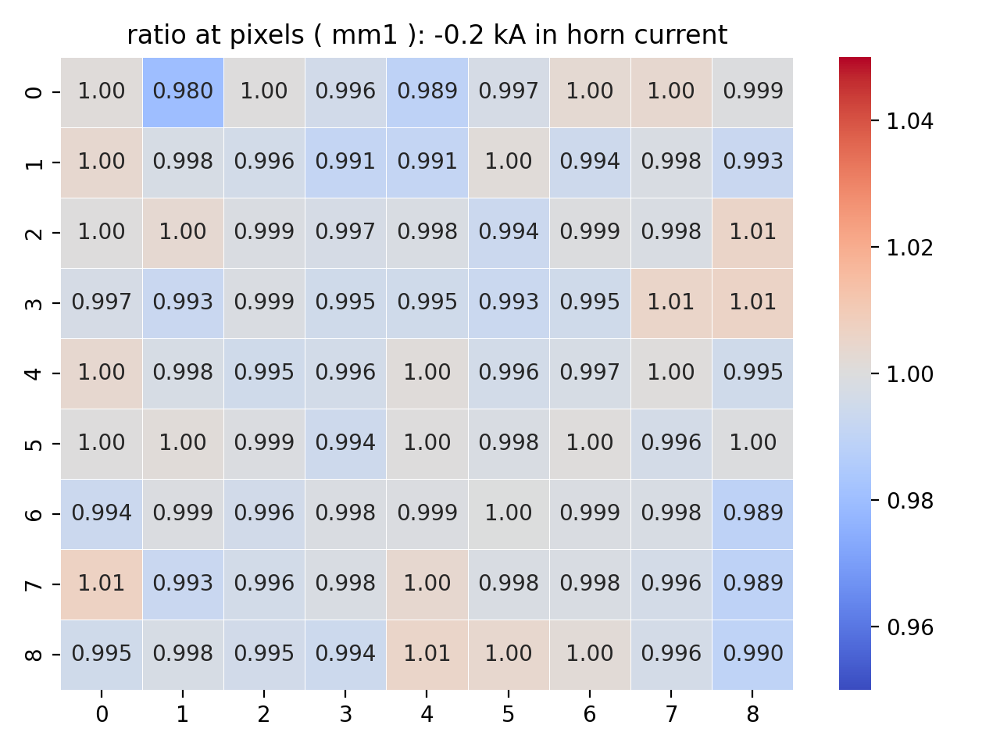 ratio at pixels ( mm1 ): -0.2 kA in horn current
0 1.00 0.980 1.00 0.996 0.989 0.997 1.00 1.00 0.999
1 1.00 0.998 0.996 0.991 0.991 1.00 0.994 0.998 0.993
2 1.00 1.00 0.999 0.997 0.998 0.994 0.999 0.998 1.01
3 0.997 0.993 0.999 0.995 0.995 0.993 0.995 1.01 1.01
4 1.00 0.998 0.995 0.996 1.00 0.996 0.997 1.00 0.995
5 1.00 1.00 0.999 0.994 1.00 0.998 1.00 0.996 1.00
6 0.994 0.999 0.996 0.998 0.999 1.00 0.999 0.998 0.989
7 1.01 0.993 0.996 0.998 1.00 0.998 0.998 0.996 0.989
8 0.995 0.998 0.995 0.994 1.01 1.00 1.00 0.996 0.990
0 1 2 3 4 5 6 7 8
1.04
1.02
1.00
0.98
0.96